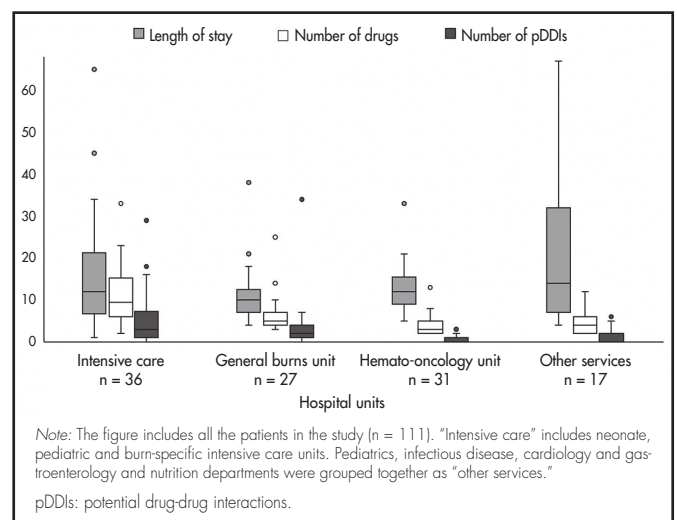 Length of stay Number of drugs Number of pDDIs
60
50
40
30
20
10
0
Intensive care General burns unit Hemato-oncology unit Other services
n = 36 n = 27 n = 31 n = 17
Hospital units
Note: The figure includes all the patients in the study (n = 111). “Intensive care” includes neonate,
pediatric and burn-specific intensive care units. Pediatrics, infectious disease, cardiology and gas-
troenterology and nutrition departments were grouped together as “other services.”
pDDIs: potential drug-drug interactions.